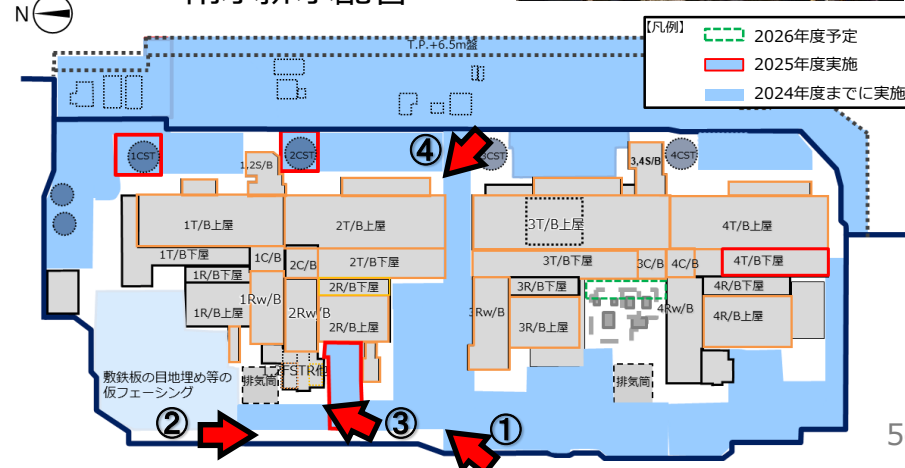 N
T.P.+6.5m盤
【凡例】
2026年度予定
2025年度実施
2024年度までに実施
1CST
2CST
④
3CST
4CST
1,2S/B
3,4S/B
1T/B上屋
2T/B上屋
3T/B上屋
4T/B上屋
1T/B下屋
1C/B
2C/B
2T/B下屋
3T/B下屋
3C/B
4C/B
4T/B下屋
1R/B下屋
2R/B下屋
3R/B下屋
4R/B下屋
1Rw/B
2Rw/B
3Rw/B
4Rw/B
1R/B上屋
2R/B上屋
3R/B上屋
4R/B上屋
敷鉄板の目地埋め等の
仮フェーシング
排気筒
FSTR他
排気筒
②
③
①
5